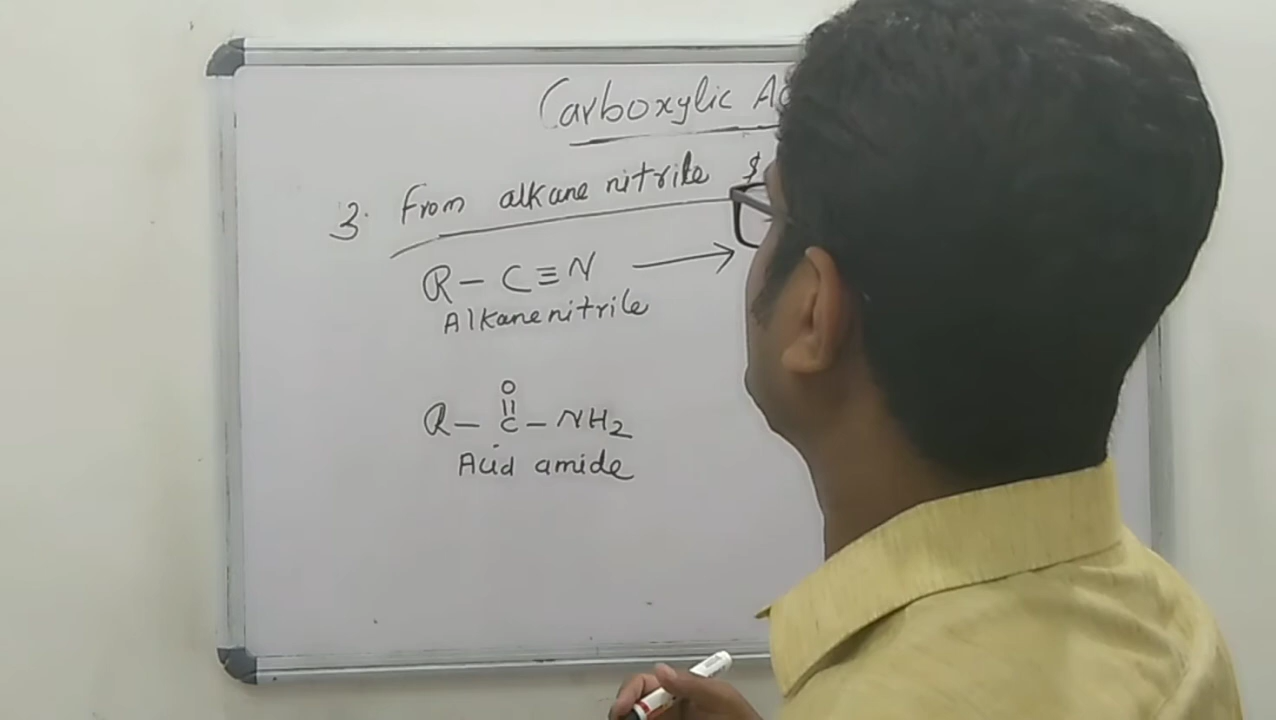 Carboxylic
3. From alkane nitrile &
R – C ≡ N ⟶
Alkanenitrile
O
||
R – C – NH2
Acid amide